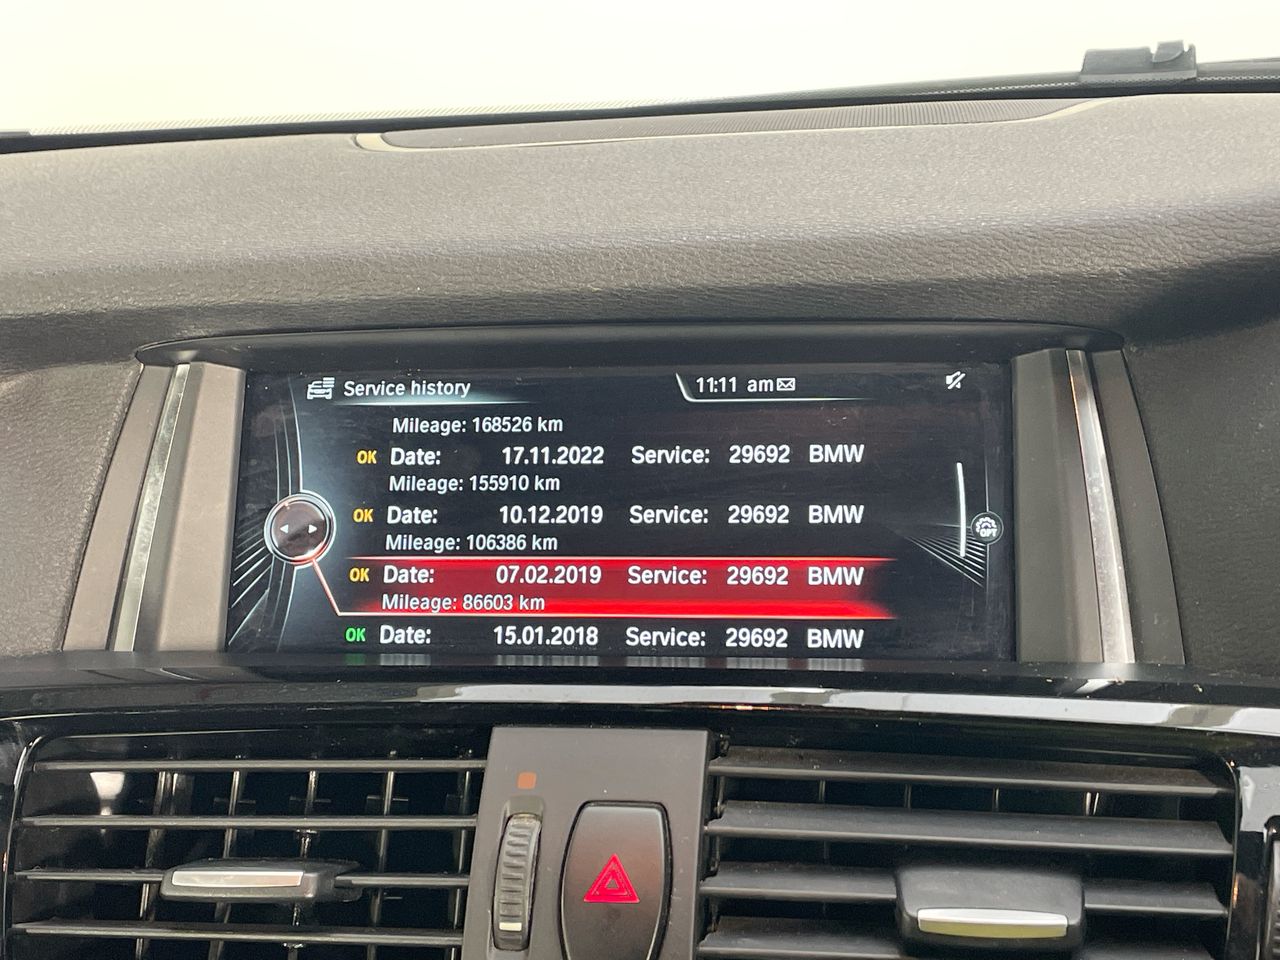 Service history 11:11 am
Mileage: 168526 km
OK Date: 17.11.2022 Service: 29692 BMW
Mileage: 155910 km
OK Date: 10.12.2019 Service: 29692 BMW
Mileage: 106386 km
OK Date: 07.02.2019 Service: 29692 BMW
Mileage: 86603 km
OK Date: 15.01.2018 Service: 29692 BMW
OPT